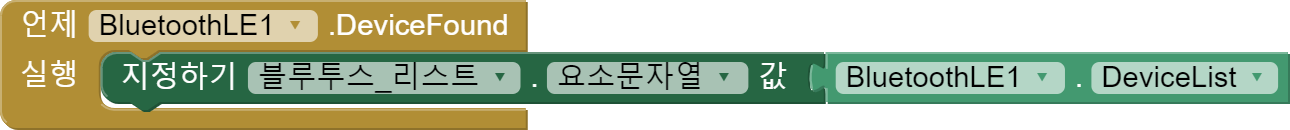 언제 BluetoothLE1 .DeviceFound
실행 지정하기 블루투스_리스트 . 요소문자열 값 BluetoothLE1 . DeviceList